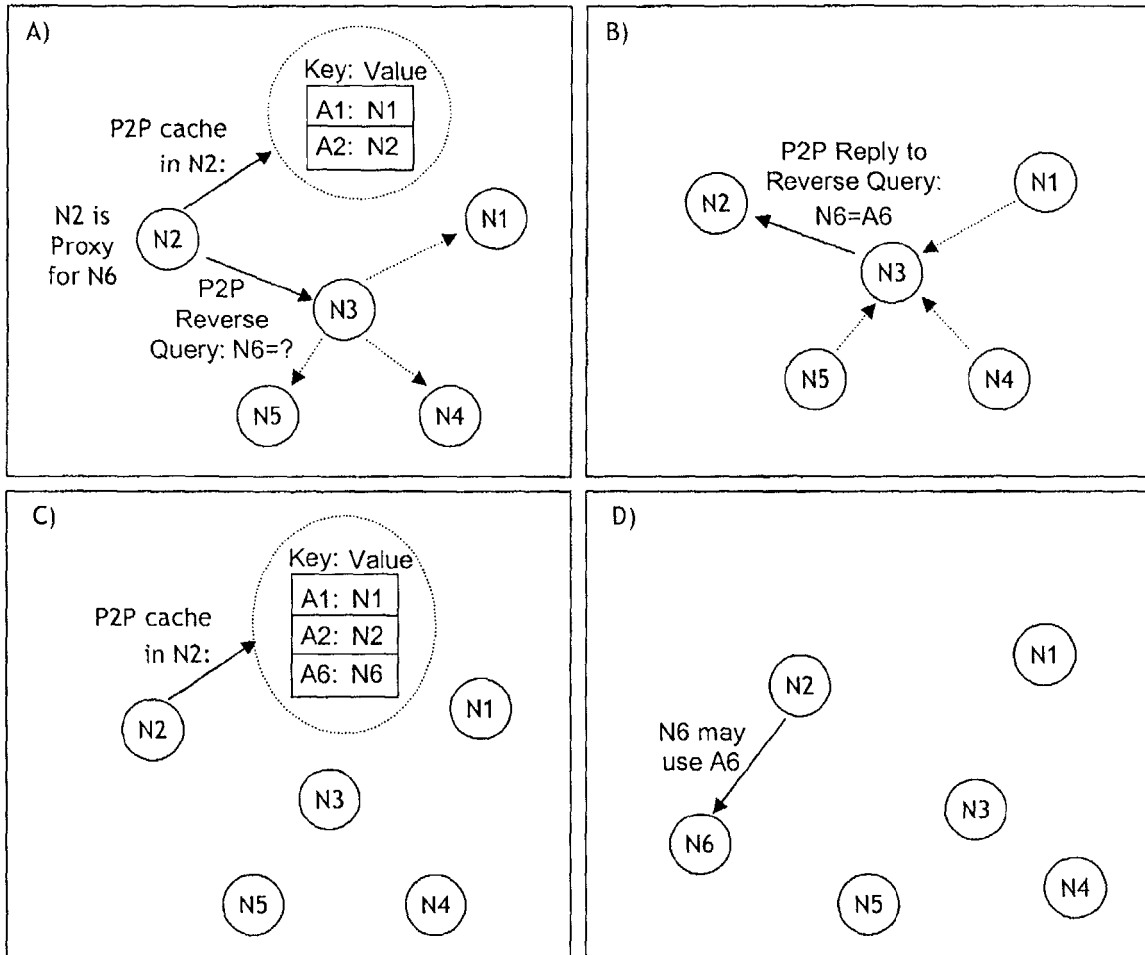 A)
Key: Value
A1: N1
A2: N2
P2P cache
in N2:
N2 is
Proxy
for N6
N2
N1
P2P
Reverse
Query: N6=?
N3
N5
N4
B)
P2P Reply to
Reverse Query:
N6=A6
N2
N1
N3
N5
N4
C)
Key: Value
A1: N1
A2: N2
A6: N6
P2P cache
in N2:
N2
N1
N3
N5
N4
D)
N2
N1
N6 may
use A6
N6
N3
N5
N4